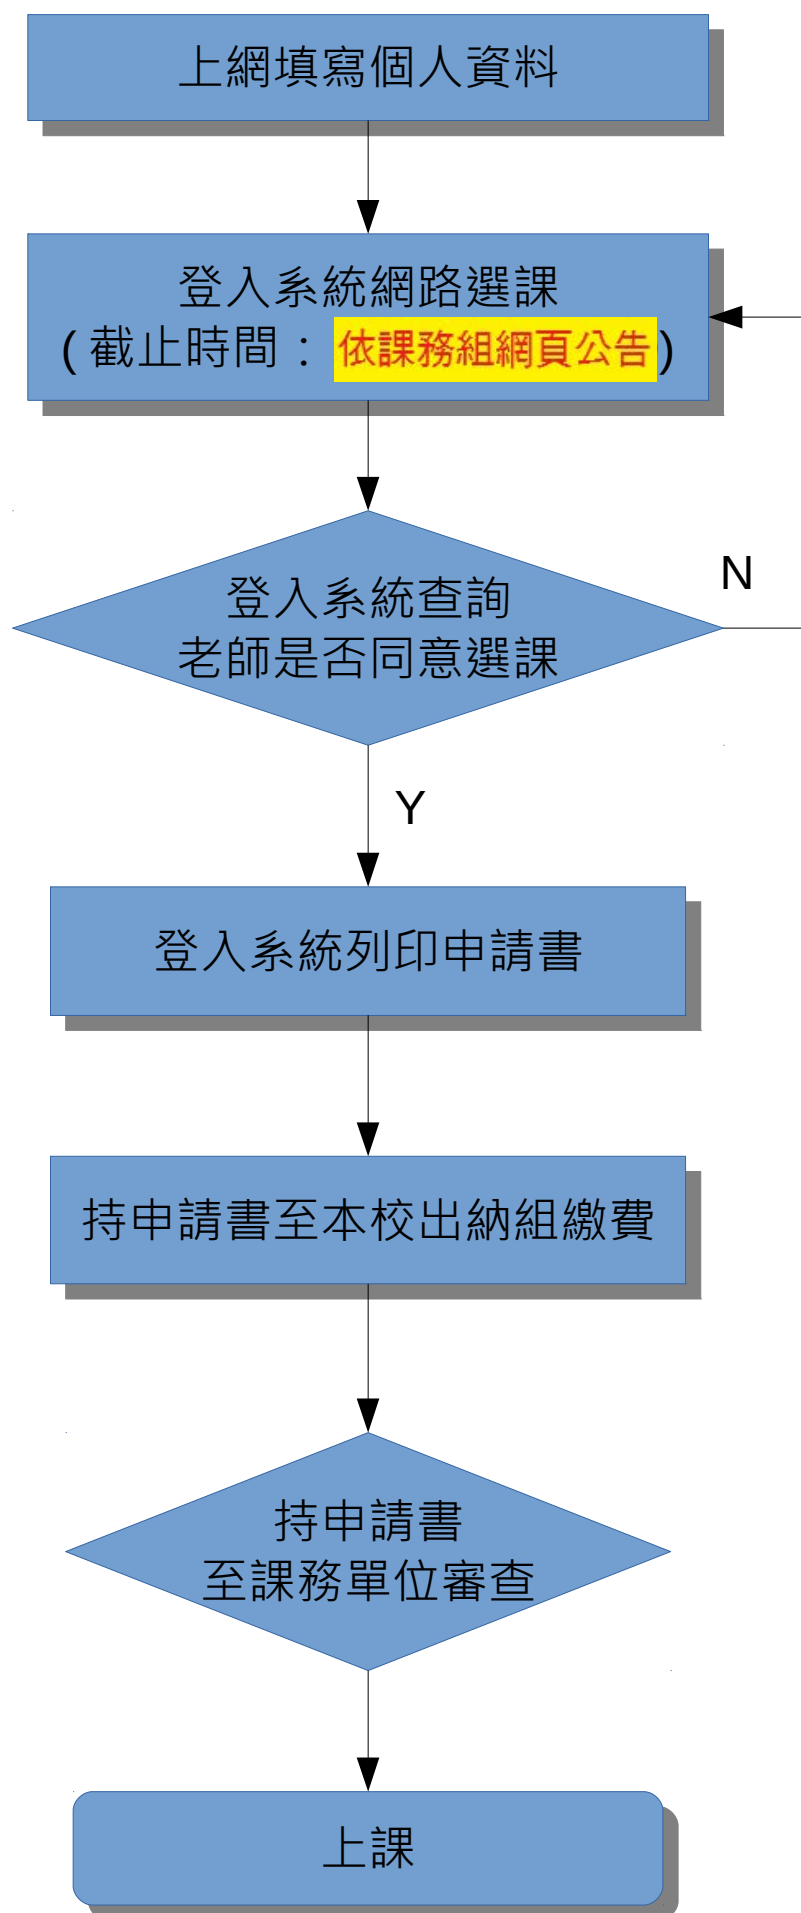 上網填寫個人資料
登入系統網路選課
(截止時間：依課務組網頁公告)
登入系統查詢
老師是否同意選課
N
Y
登入系統列印申請書
持申請書至本校出納組繳費
持申請書
至課務單位審查
上課